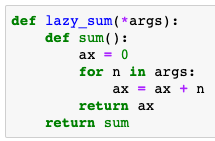 def lazy_sum(*args):
    def sum():
        ax = 0
        for n in args:
            ax = ax + n
        return ax
    return sum